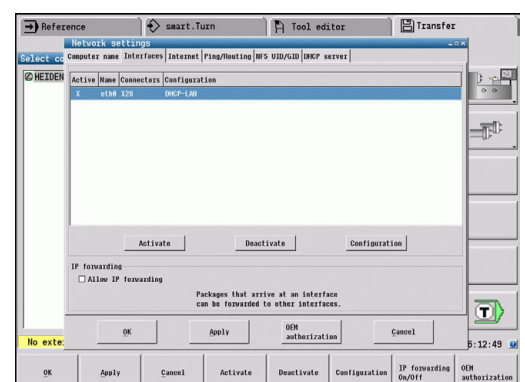 Reference
smart.Turn
Tool editor
Transfer
Network settings
Select co
Computer name Interfaces Internet Ping/Routing NFS UID/GID DHCP server
HEIDEN
Active Name Connectors Configuration
X eth0 X26 DHCP-LAN
Activate Deactivate Configuration
IP forwarding
Allow IP forwarding
Packages that arrive at an interface
can be forwarded to other interfaces.
OK Apply OEM authorization Cancel
No exte
6:12:49
OK Apply Cancel Activate Deactivate Configuration IP forwarding On/Off OEM authorization
T